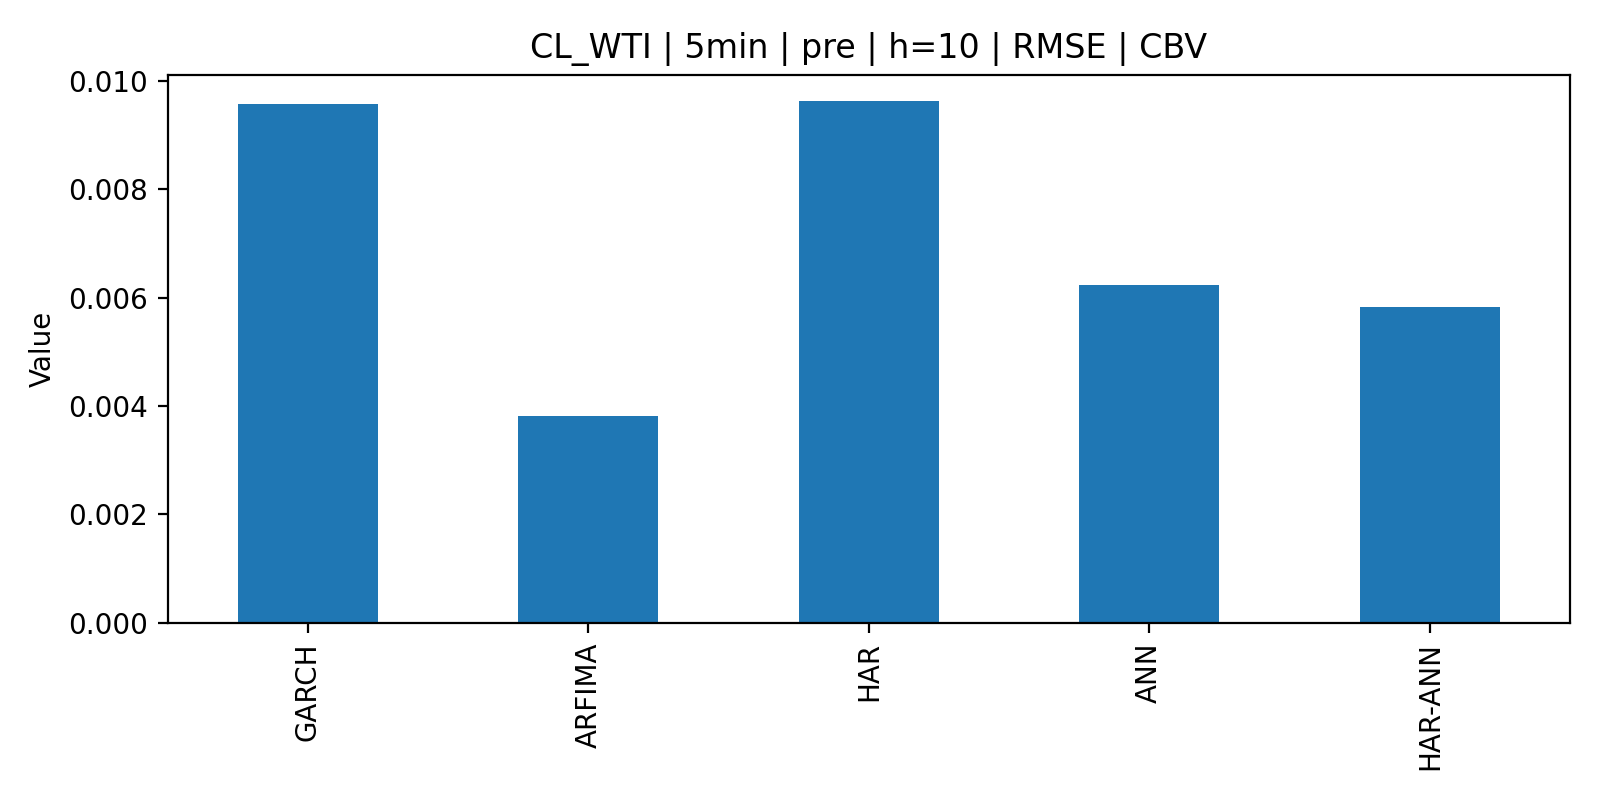 CL_WTI | 5min | pre | h=10 | RMSE | CBV
Value
0.010
0.008
0.006
0.004
0.002
0.000
GARCH
ARFIMA
HAR
ANN
HAR-ANN